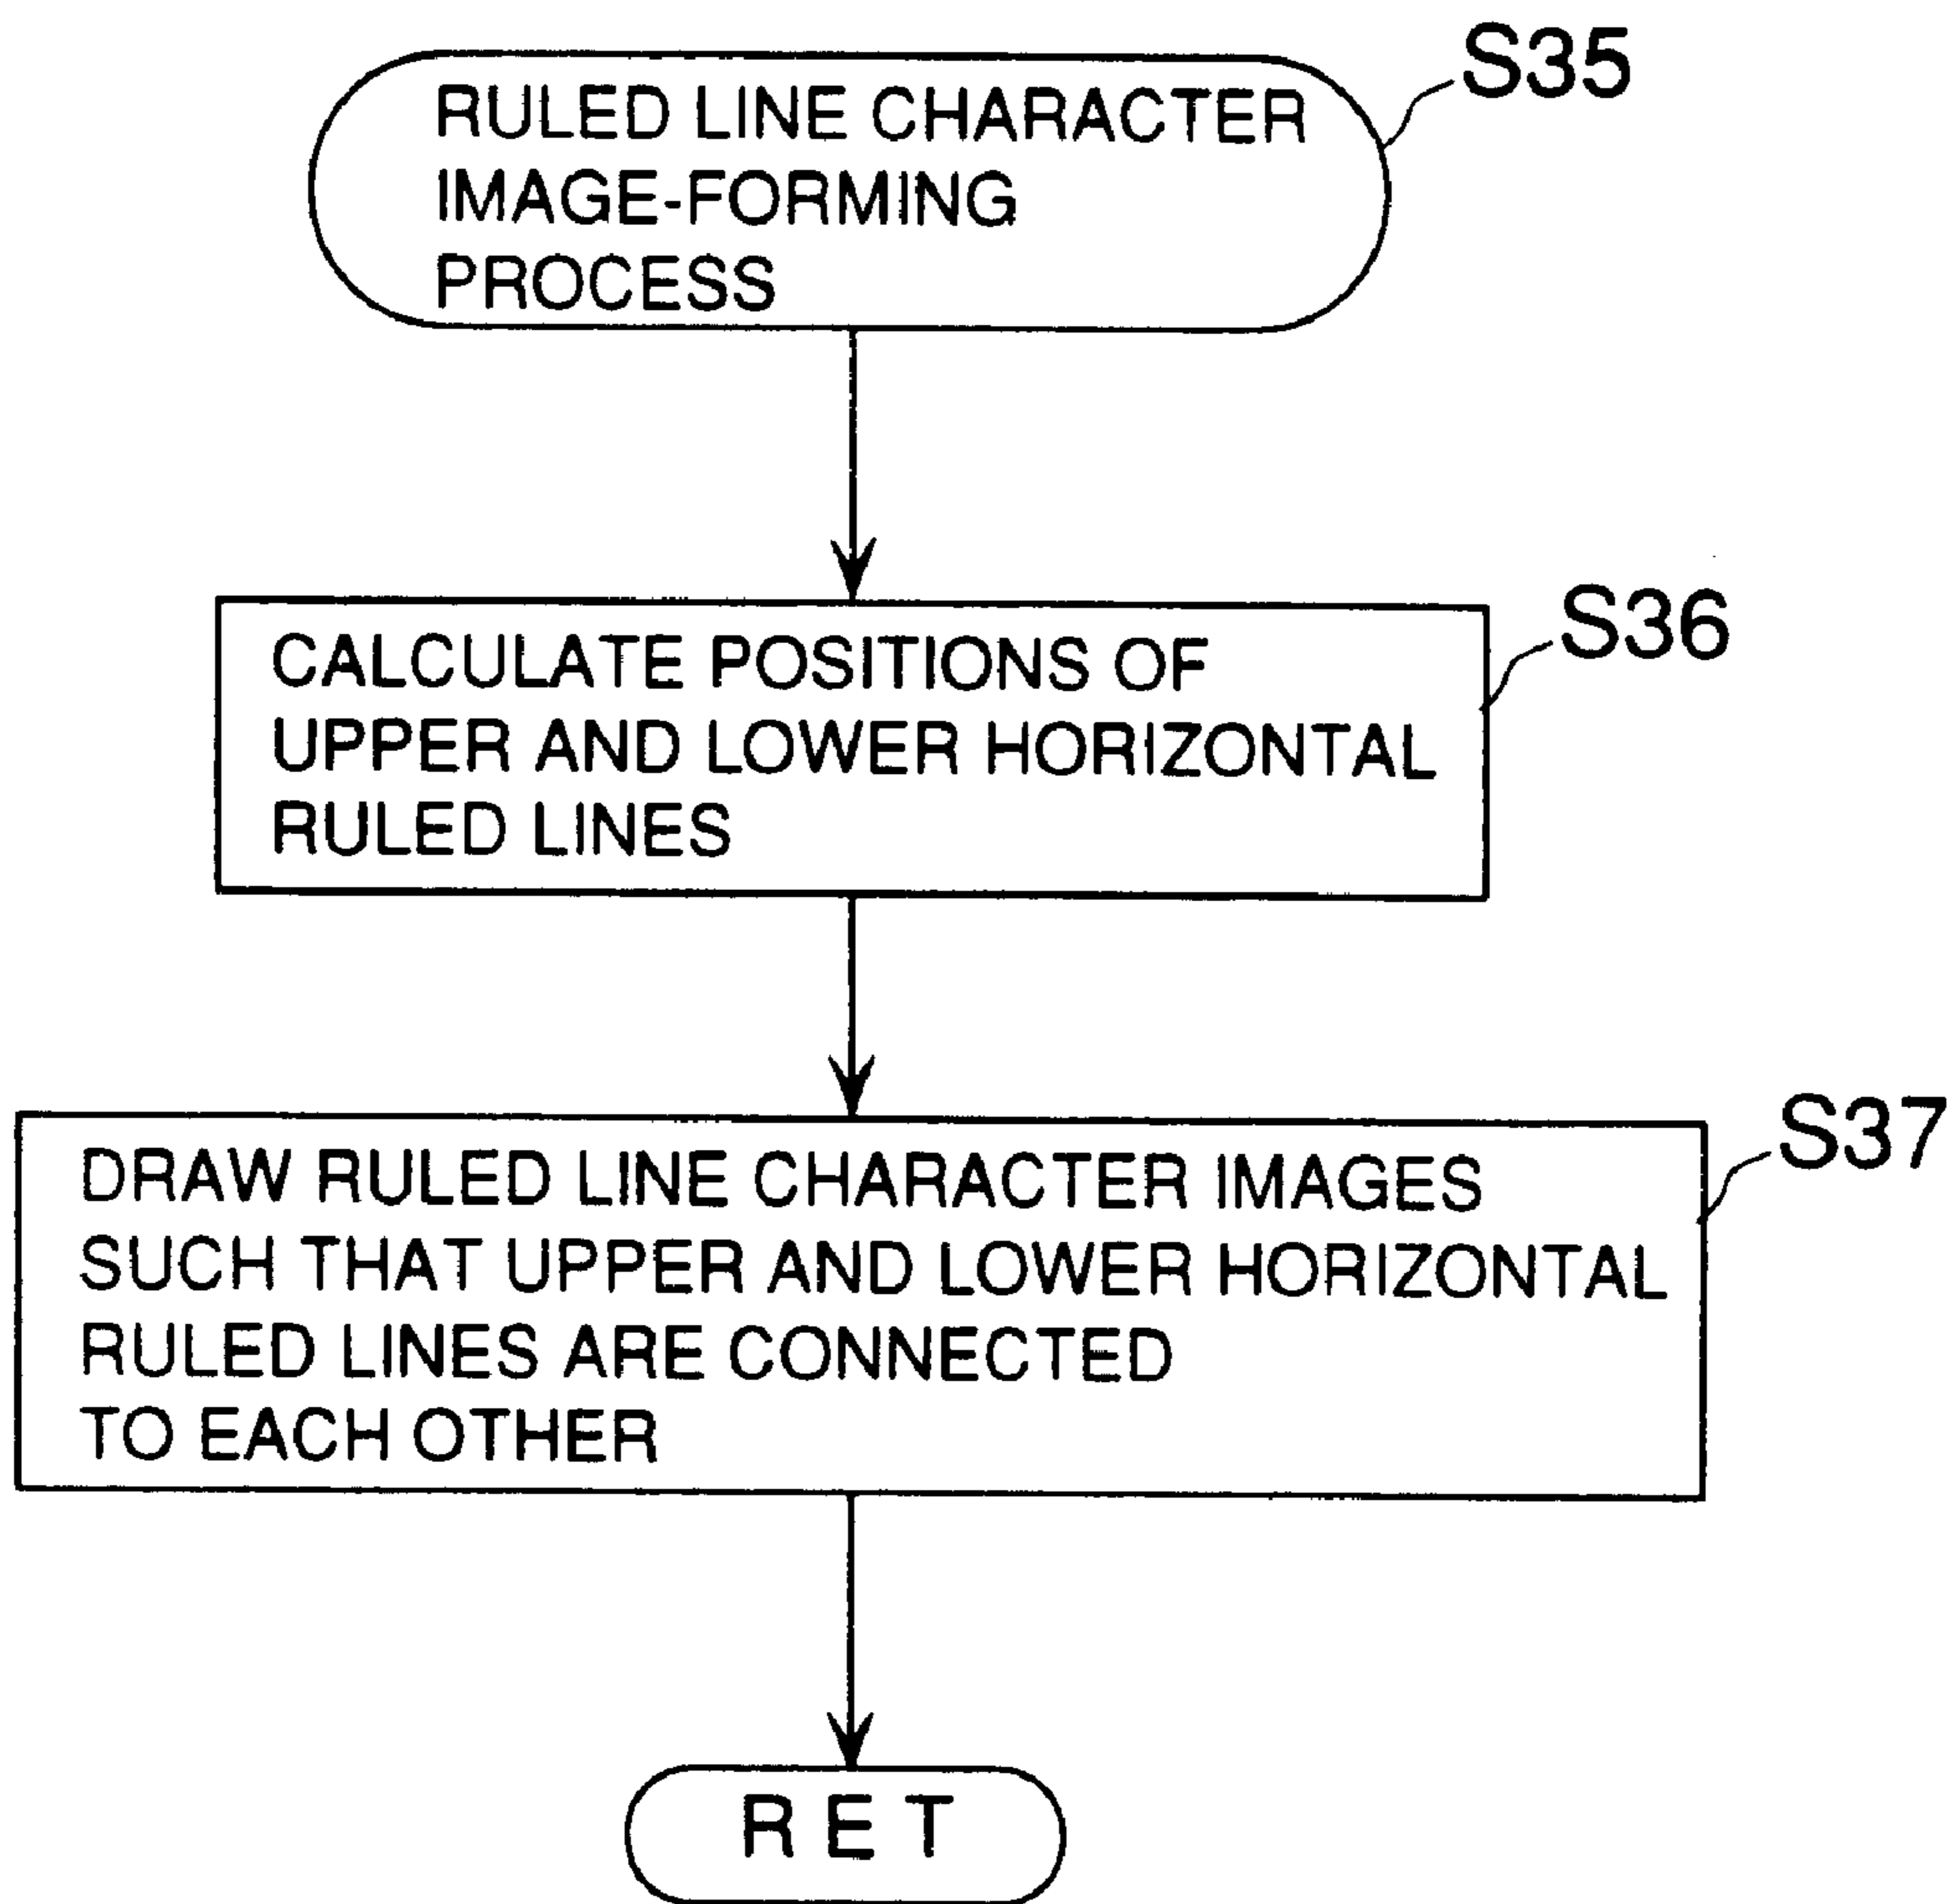 S35
RULED LINE CHARACTER
IMAGE-FORMING
PROCESS
S36
CALCULATE POSITIONS OF
UPPER AND LOWER HORIZONTAL
RULED LINES
S37
DRAW RULED LINE CHARACTER IMAGES
SUCH THAT UPPER AND LOWER HORIZONTAL
RULED LINES ARE CONNECTED
TO EACH OTHER
RET